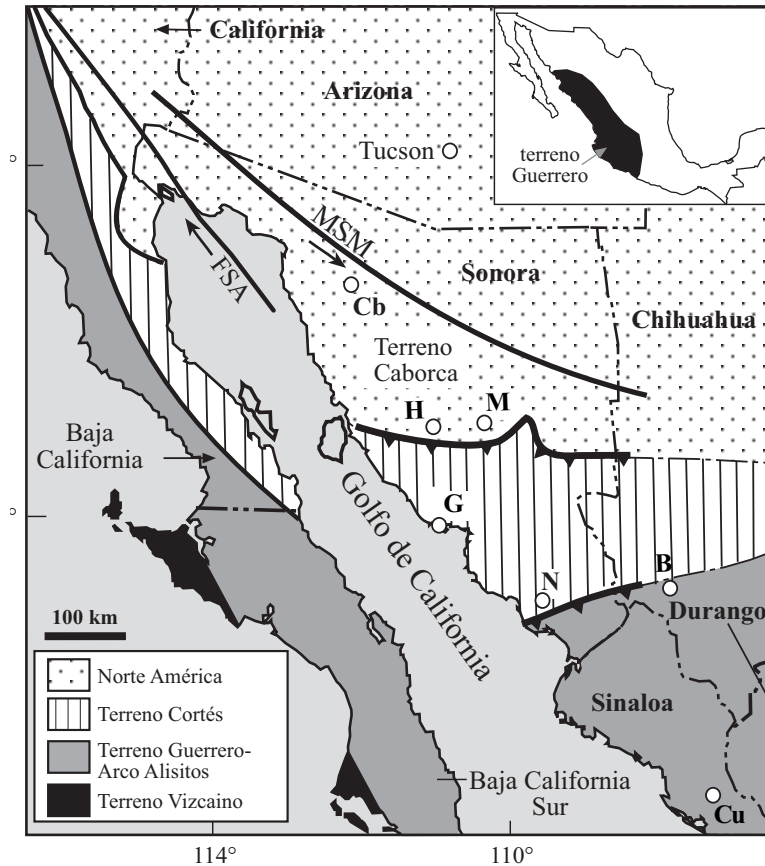 California
Arizona
Tucson
terreno
Guerrero
MSM
FSA
Sonora
Cb
Chihuahua
Terreno
Caborca
H
M
Baja
California
Golfo de California
G
N
B
Durango
100 km
Sinaloa
Norte América
Terreno Cortés
Terreno Guerrero-
Arco Alisitos
Terreno Vizcaino
Baja California
Sur
Cu
114°
110°